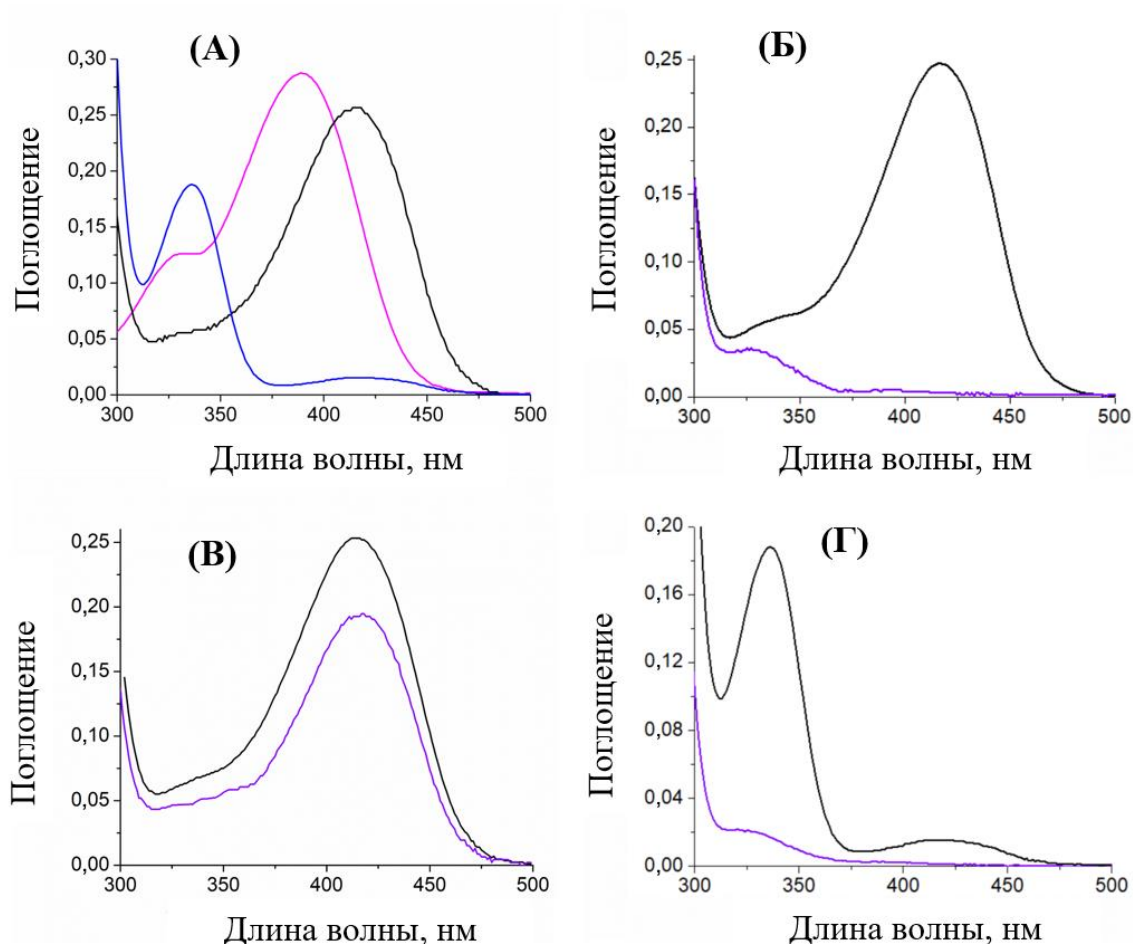 (А)
0,30
0,25
0,20
0,15
0,10
0,05
0,00
300 350 400 450 500
Поглощение
Длина волны, нм
(Б)
0,25
0,20
0,15
0,10
0,05
0,00
300 350 400 450 500
Поглощение
Длина волны, нм
(В)
0,25
0,20
0,15
0,10
0,05
0,00
300 350 400 450 500
Поглощение
Длина волны, нм
(Г)
0,20
0,16
0,12
0,08
0,04
0,00
300 350 400 450 500
Поглощение
Длина волны, нм